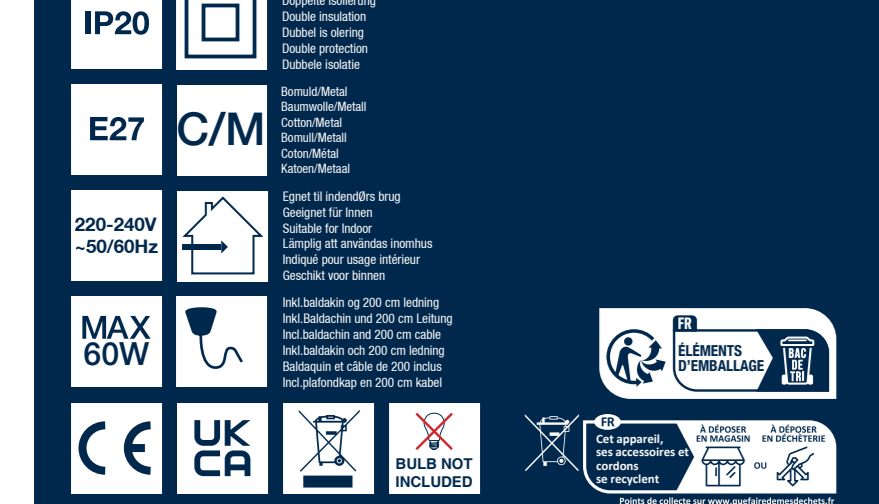 IP20
Doppelte Isolierung
Double insulation
Dubbel is olering
Double protection
Dubbele isolatie
E27
C/M
Bomuld/Metal
Baumwolle/Metall
Cotton/Metal
Bomull/Metall
Coton/Métal
Katoen/Metaal
220-240V
~50/60Hz
Egnet til indendØrs brug
Geeignet für Innen
Suitable for Indoor
Lämplig att användas inomhus
Indiqué pour usage intérieur
Geschikt voor binnen
MAX
60W
Inkl.baldakin og 200 cm ledning
Inkl.Baldachin und 200 cm Leitung
Incl.baldachin and 200 cm cable
Inkl.baldakin och 200 cm ledning
Baldaquin et câble de 200 inclus
Incl.plafondkap en 200 cm kabel
FR
ÉLÉMENTS
D'EMBALLAGE
BAC
DE
TRI
CE
UK
CA
BULB NOT
INCLUDED
FR
Cet appareil,
ses accessoires et
cordons
se recyclent
À DÉPOSER
EN MAGASIN
OU
À DÉPOSER
EN DÉCHÈTERIE
Points de collecte sur www.quefairedemesdechets.fr